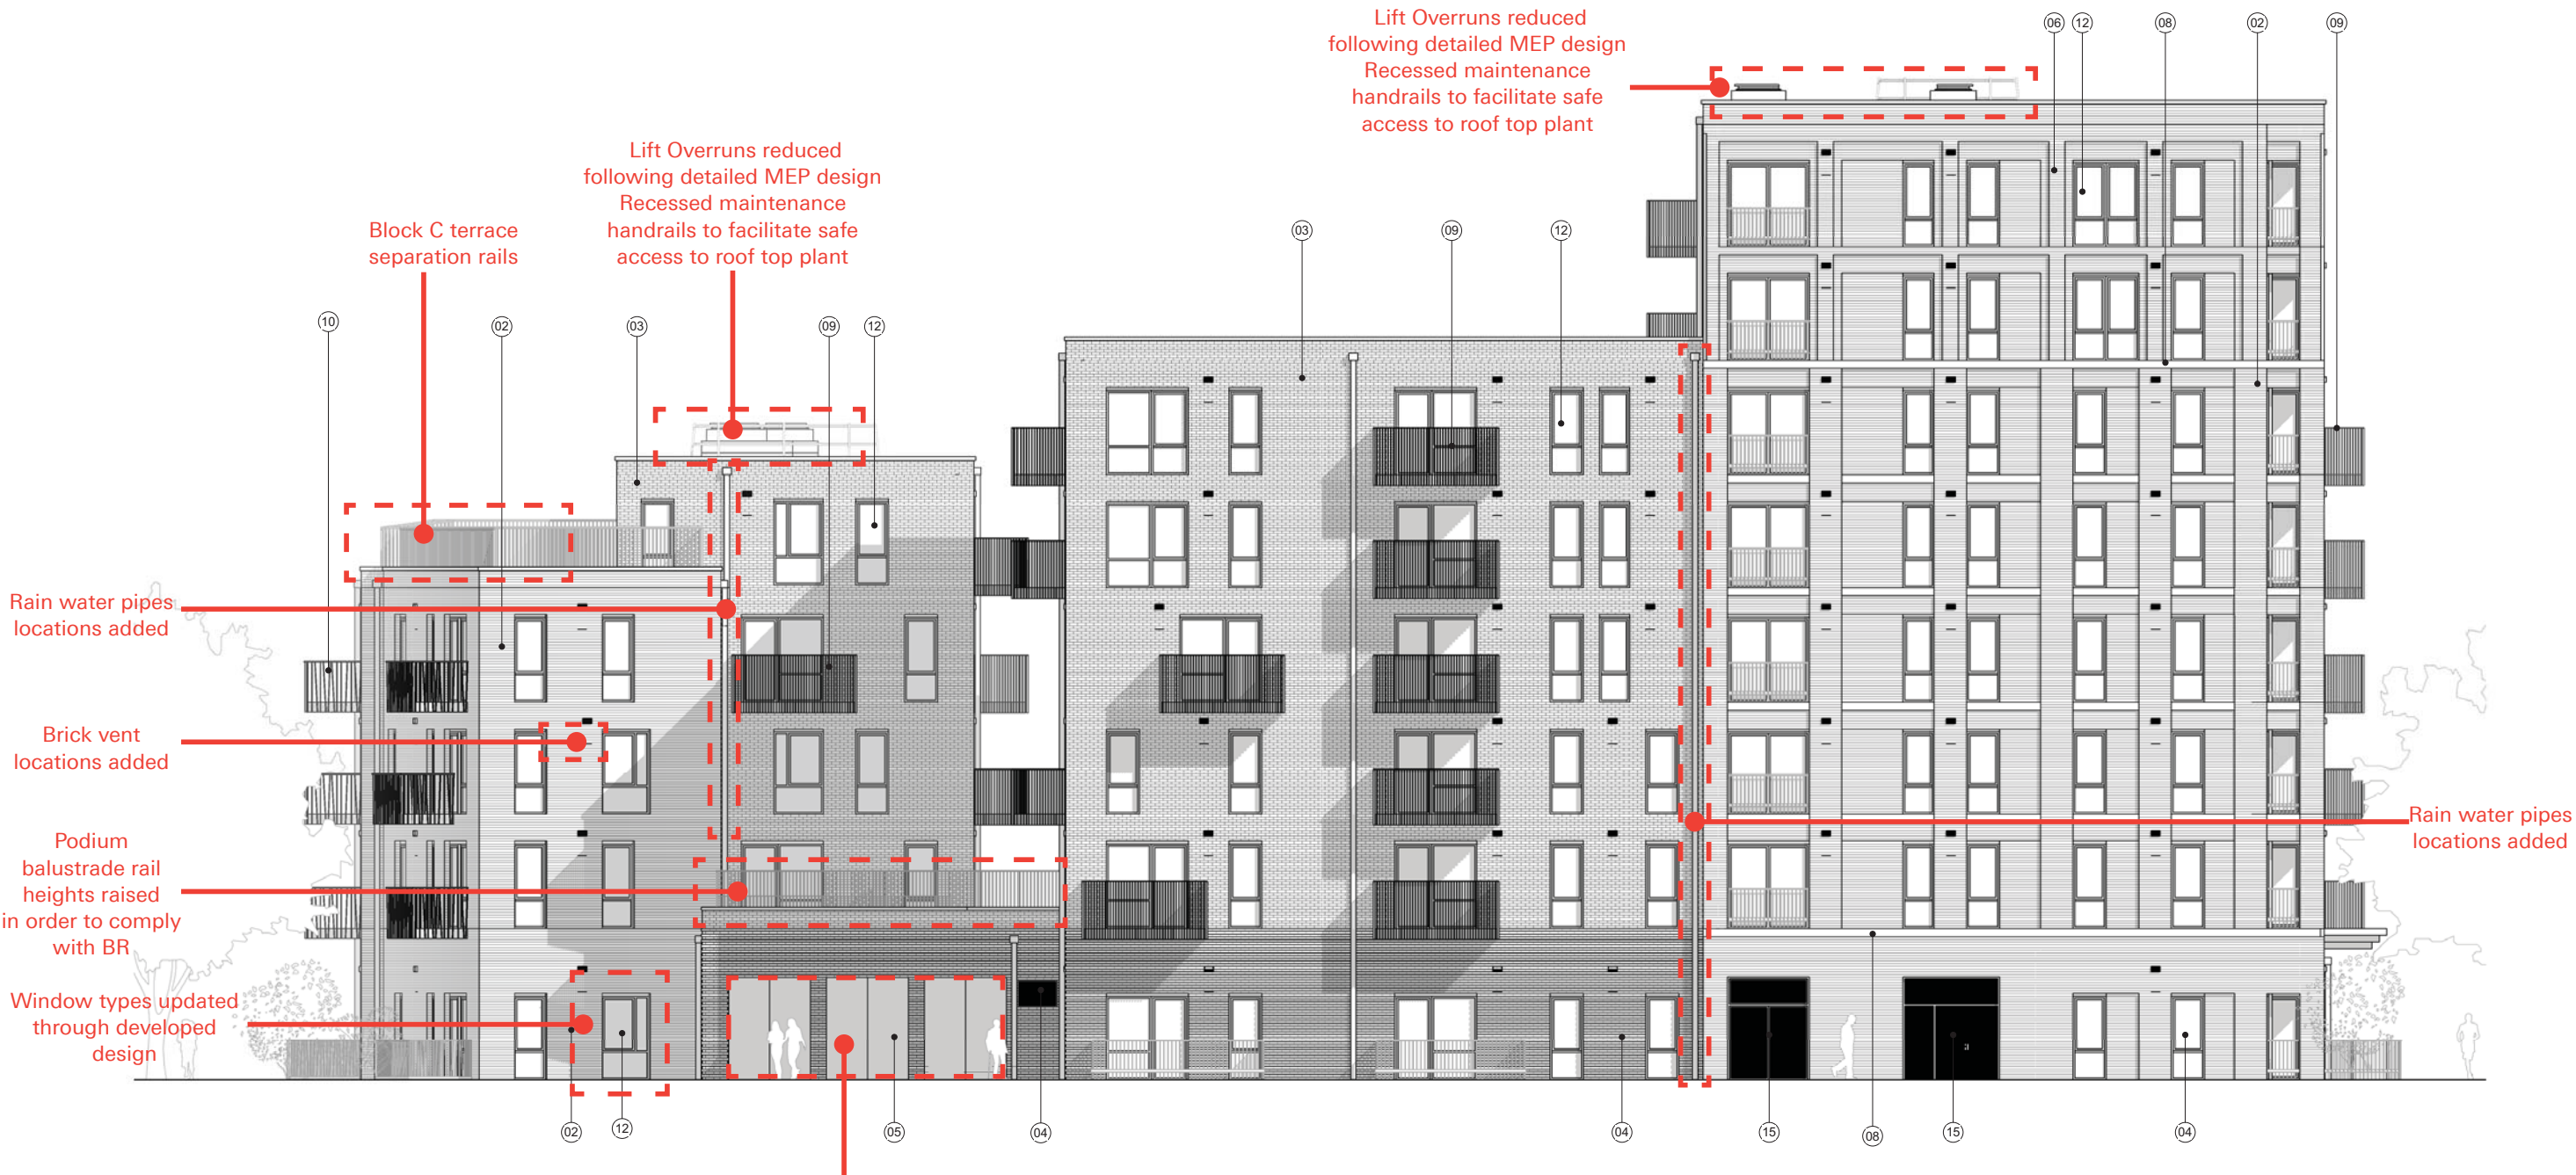 Lift Overruns reduced
following detailed MEP design
Recessed maintenance
handrails to facilitate safe
access to roof top plant
06
12
08
02
09
Lift Overruns reduced
following detailed MEP design
Recessed maintenance
handrails to facilitate safe
access to roof top plant
Block C terrace
separation rails
03
09
12
10
02
03
09
12
Rain water pipes
locations added
Brick vent
locations added
Podium
balustrade rail
heights raised
in order to comply
with BR
Window types updated
through developed
design
Rain water pipes
locations added
02
12
05
04
04
15
08
15
04